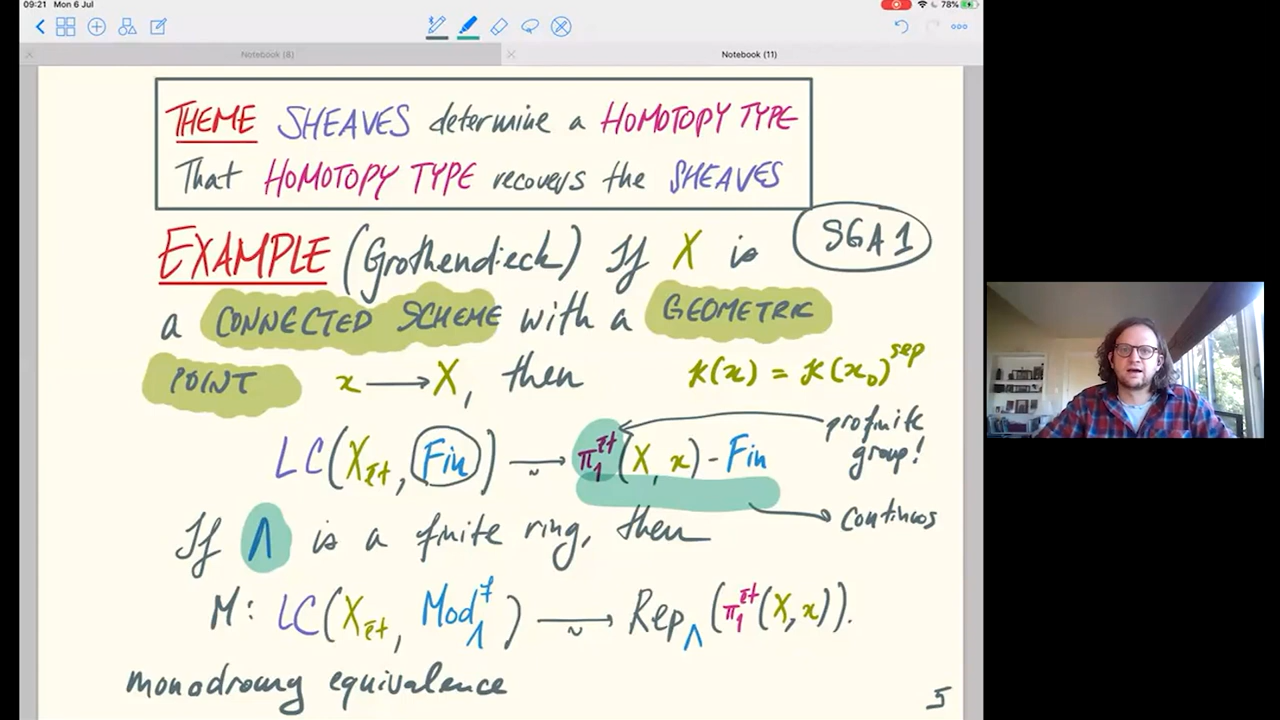 09:21 Mon 6 Jul
78%
Notebook (8)
Notebook (11)
THEME SHEAVES determine a HOMOTOPY TYPE
That HOMOTOPY TYPE recovers the SHEAVES
EXAMPLE (Grothendieck) If X is
SGA 1
a CONNECTED SCHEME with a GEOMETRIC
POINT x → X, then
κ(x) = κ(x₀)^sep
LC(X_ét, Fin) →~ π₁^ét(X, x) - Fin
profinite
group!
continuos
If Λ is a finite ring, then
M: LC(X_ét, Mod_Λ^f) →~ Rep_Λ(π₁^ét(X, x)).
monodromy equivalence
5